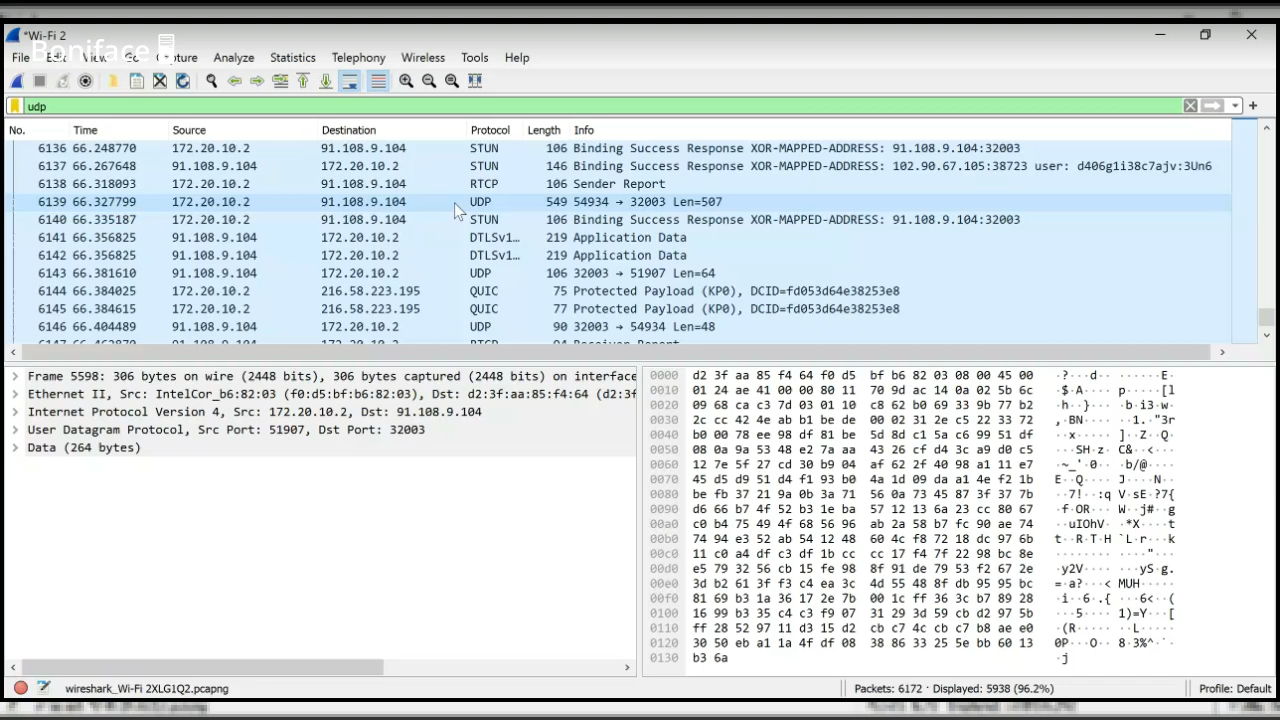 *Wi-Fi 2
Boniface
File Edit View Go Capture Analyze Statistics Telephony Wireless Tools Help
udp
No. Time Source Destination Protocol Length Info
6136 66.248770 172.20.10.2 91.108.9.104 STUN 106 Binding Success Response XOR-MAPPED-ADDRESS: 91.108.9.104:32003
6137 66.267648 91.108.9.104 172.20.10.2 STUN 146 Binding Success Response XOR-MAPPED-ADDRESS: 102.90.67.105:38723 user: d406g1i38c7ajv:3Un6
6138 66.318093 172.20.10.2 91.108.9.104 RTCP 106 Sender Report
6139 66.327799 172.20.10.2 91.108.9.104 UDP 549 54934 → 32003 Len=507
6140 66.335187 172.20.10.2 91.108.9.104 STUN 106 Binding Success Response XOR-MAPPED-ADDRESS: 91.108.9.104:32003
6141 66.356825 91.108.9.104 172.20.10.2 DTLSv1… 219 Application Data
6142 66.356825 91.108.9.104 172.20.10.2 DTLSv1… 219 Application Data
6143 66.381610 91.108.9.104 172.20.10.2 UDP 106 32003 → 51907 Len=64
6144 66.384025 172.20.10.2 216.58.223.195 QUIC 75 Protected Payload (KP0), DCID=fd053d64e38253e8
6145 66.384615 172.20.10.2 216.58.223.195 QUIC 77 Protected Payload (KP0), DCID=fd053d64e38253e8
6146 66.404489 91.108.9.104 172.20.10.2 UDP 90 32003 → 54934 Len=48
Frame 5598: 306 bytes on wire (2448 bits), 306 bytes captured (2448 bits) on interface
Ethernet II, Src: IntelCor_b6:82:03 (f0:d5:bf:b6:82:03), Dst: d2:3f:aa:85:f4:64 (d2:3f
Internet Protocol Version 4, Src: 172.20.10.2, Dst: 91.108.9.104
User Datagram Protocol, Src Port: 51907, Dst Port: 32003
Data (264 bytes)
0000 d2 3f aa 85 f4 64 f0 d5 bf b6 82 03 08 00 45 00 ·?···d·· ······E·
0010 01 24 ae 41 00 00 80 11 70 9d ac 14 0a 02 5b 6c ·$·A···· p·····[l
0020 09 68 ca c3 7d 03 01 10 c8 62 b0 69 33 9b 77 b2 ·h··}··· ·b·i3·w·
0030 2c cc 42 4e ab b1 be de 00 02 31 2e c5 22 33 72 ,·BN···· ··1.·"3r
0040 b0 00 78 ee 98 df 81 be 5d 8d c1 5a c6 99 51 df
0050 08 0a 9a 53 48 e2 7a aa 43 26 cf d4 3c a9 d0 c5
0060 12 7e 5f 27 cd 30 b9 04 af 62 2f 40 98 a1 11 e7
0070 45 d5 d9 51 d4 f1 93 b0 4a 1d 09 da a1 4e f2 1b
0080 be fb 37 21 9a 0b 3a 71 56 0a 73 45 87 3f 37 7b
0090 d6 66 b7 4f 52 b3 1e ba 57 12 13 6a 23 cc 80 67
00a0 c0 b4 75 49 4f 68 56 96 ab 2a 58 b7 fc 90 ae 74
00b0 74 94 e3 52 ab 54 12 48 60 4c f8 72 18 dc 97 6b
00c0 11 c0 a4 df c3 df 1b cc cc 17 f4 7f 22 98 bc 8e
00d0 e5 79 32 56 cb 15 fe 98 8f 91 de 79 53 f2 67 2e
00e0 3d b2 61 3f f3 c4 ea 3c 4d 55 48 8f db 95 95 bc
00f0 81 69 b3 1a 36 17 2e 7b 00 1c ff 36 3c b7 89 28
0100 16 99 b3 35 c4 c3 f9 07 31 29 3d 59 cb d2 97 5b
0110 ff 28 52 97 11 d3 15 d2 cb c7 4c cb c7 b8 ae e0
0120 30 50 eb a1 1a 4f df 08 38 86 33 25 5e bb 60 13
0130 b3 6a ·j
wireshark_Wi-Fi 2XLG1Q2.pcapng Packets: 6172 · Displayed: 5938 (96.2%) Profile: Default